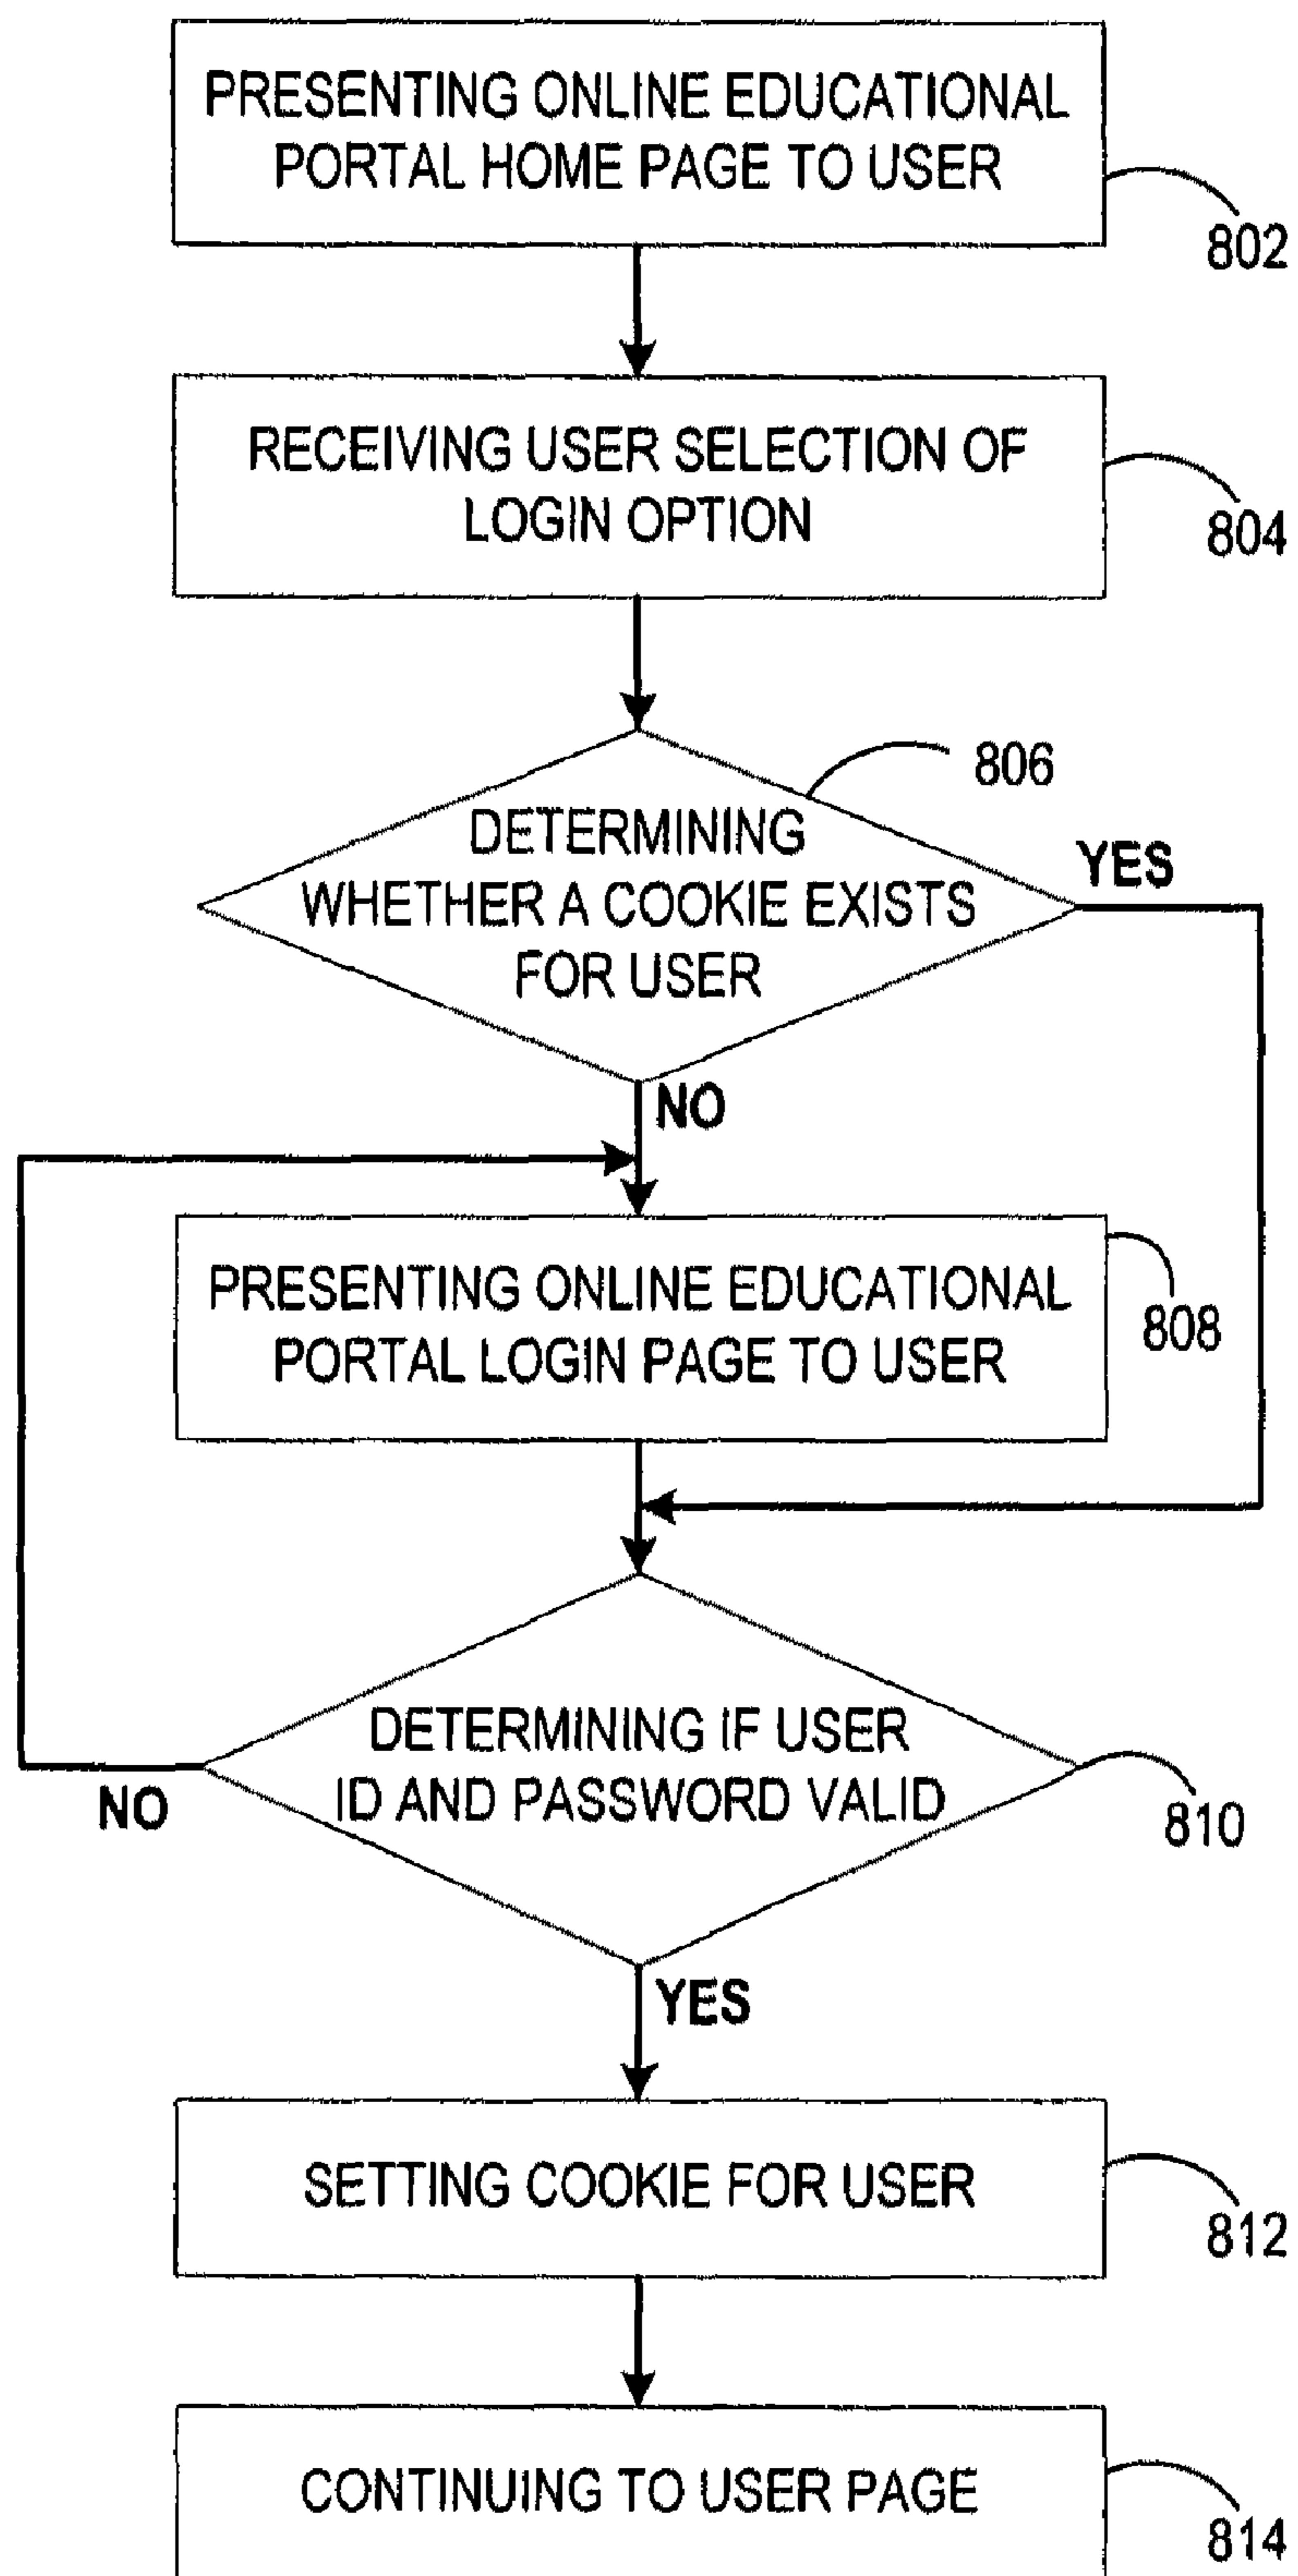 PRESENTING ONLINE EDUCATIONAL
PORTAL HOME PAGE TO USER
802
RECEIVING USER SELECTION OF
LOGIN OPTION
804
806
DETERMINING
WHETHER A COOKIE EXISTS
FOR USER
YES
NO
PRESENTING ONLINE EDUCATIONAL
PORTAL LOGIN PAGE TO USER
808
DETERMINING IF USER
ID AND PASSWORD VALID
NO
810
YES
SETTING COOKIE FOR USER
812
CONTINUING TO USER PAGE
814